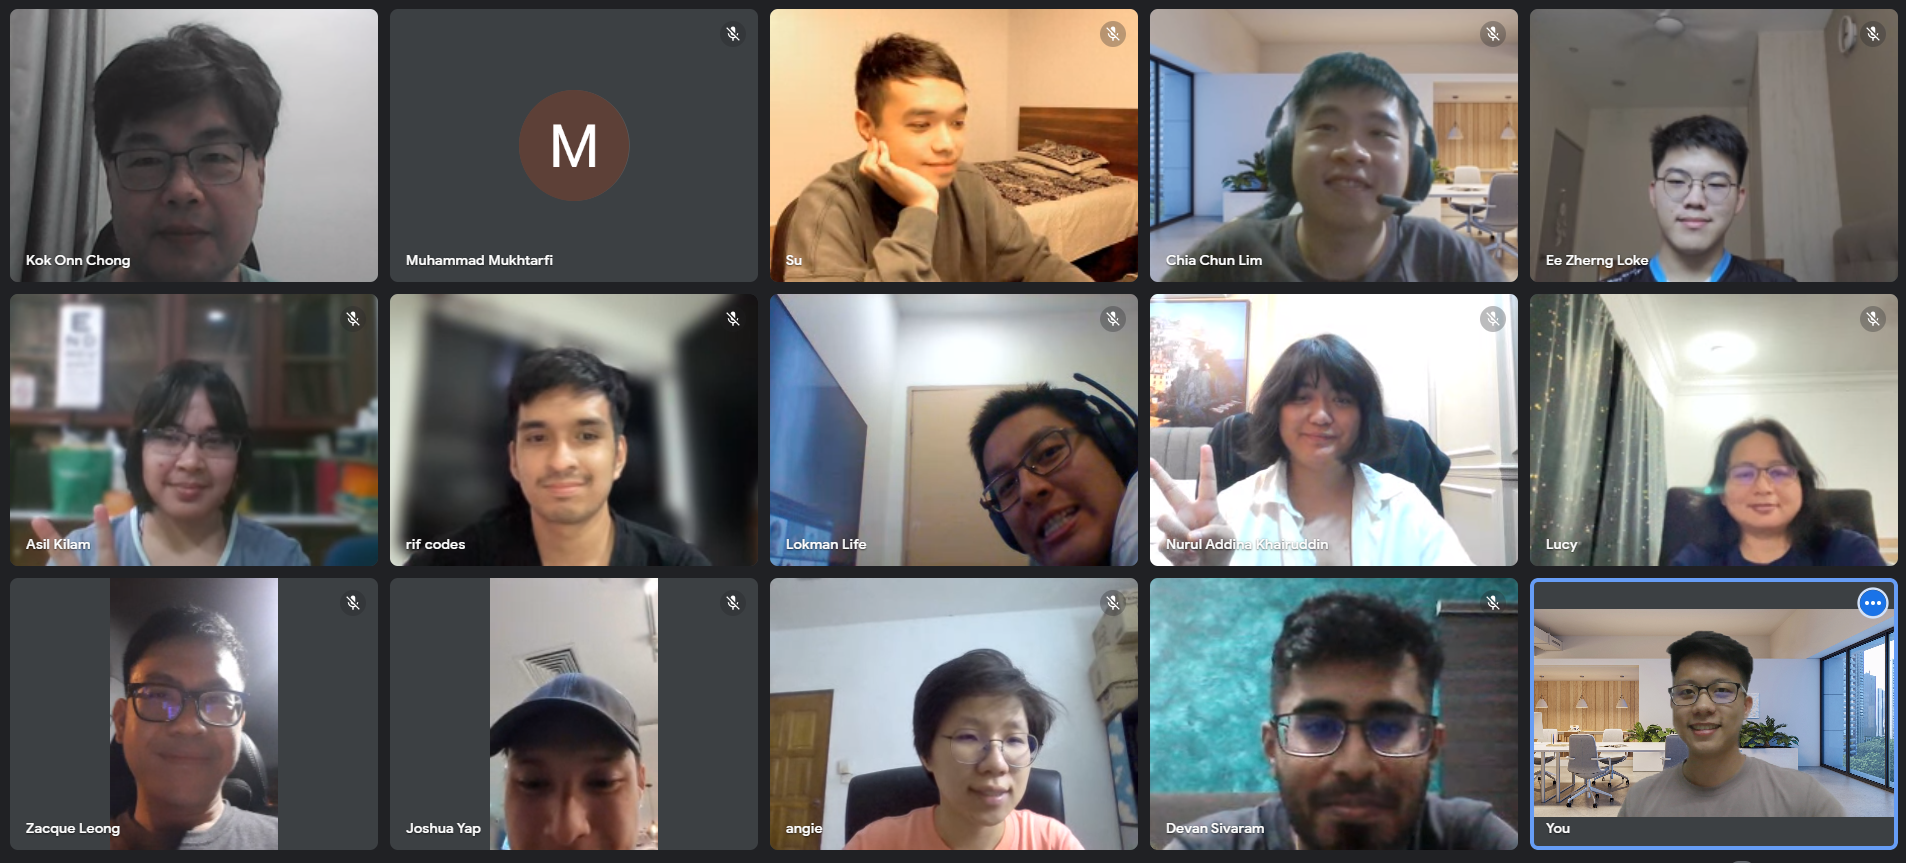 Kok Onn Chong
M
Muhammad Mukhtarfi
Su
Chia Chun Lim
Ee Zherng Loke
E
Asil Kilam
rif codes
Lokman Life
Nurul Addina Khairuddin
Lucy
Zacque Leong
Joshua Yap
angie
Devan Sivaram
You